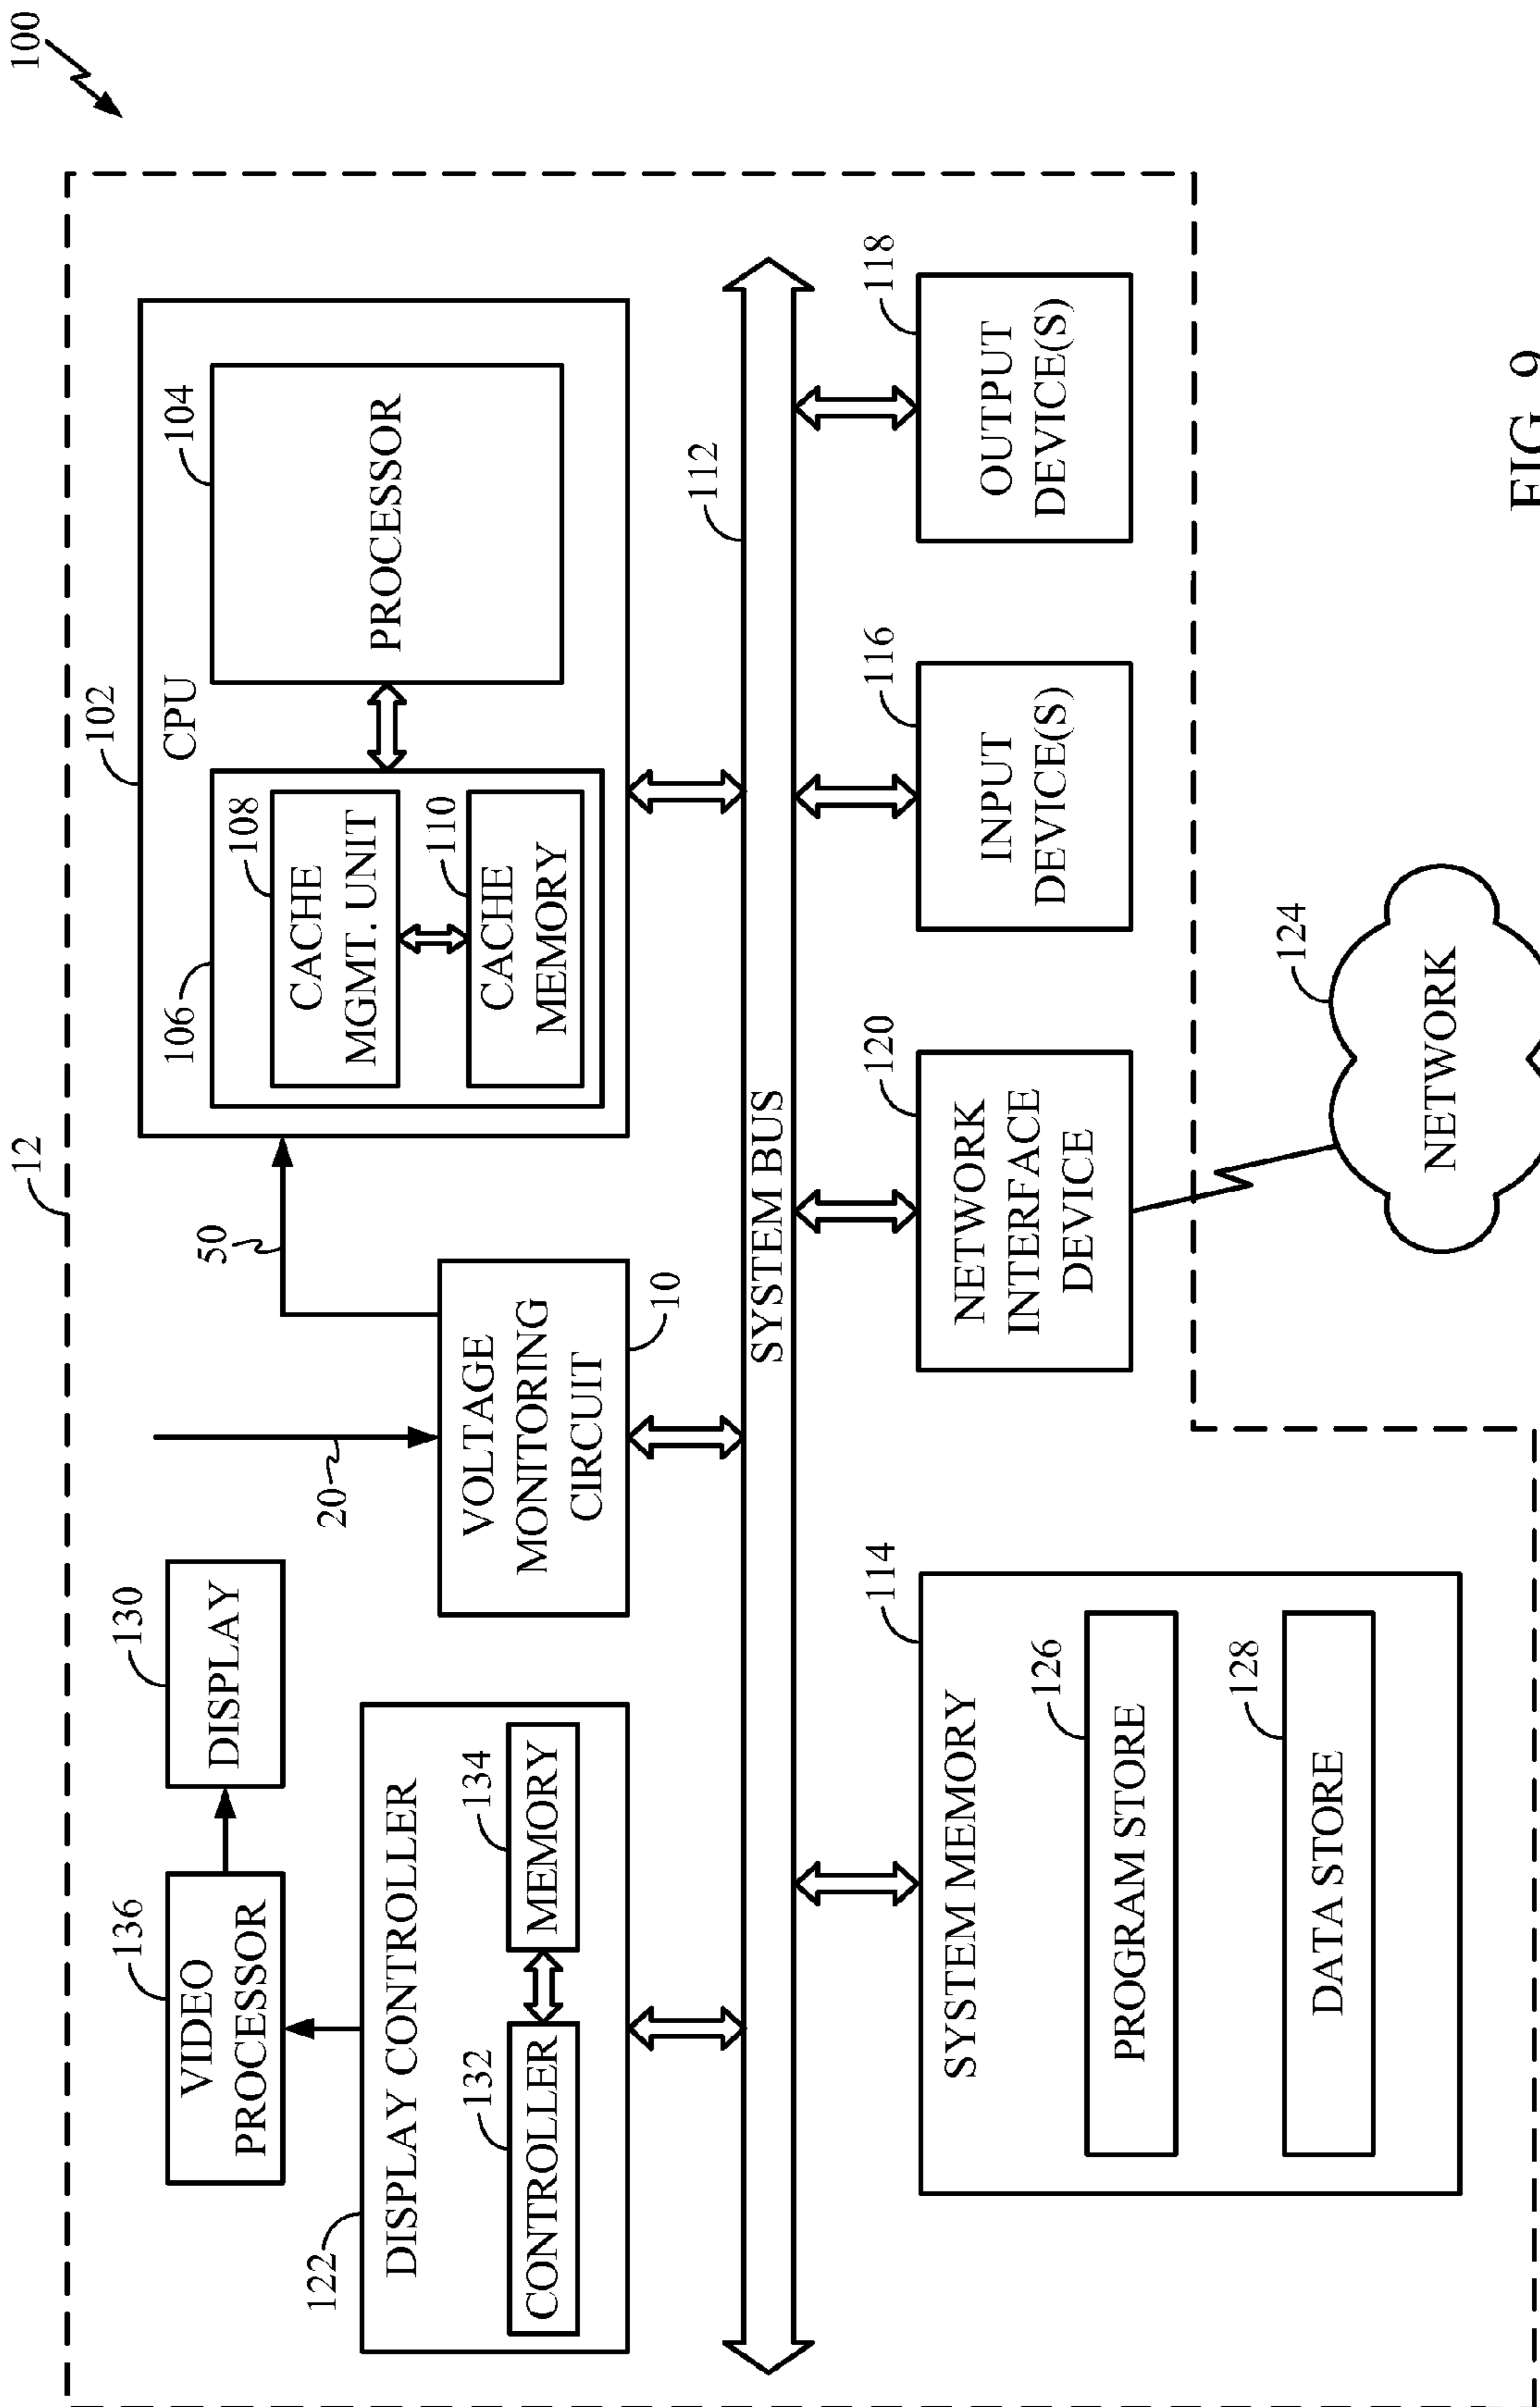 100
12
136
VIDEO
PROCESSOR
130
DISPLAY
20
50
102
CPU
106
108
CACHE
MGMT. UNIT
110
CACHE
MEMORY
104
PROCESSOR
122
DISPLAY CONTROLLER
132
CONTROLLER
134
MEMORY
VOLTAGE
MONITORING
CIRCUIT
10
112
SYSTEM BUS
114
SYSTEM MEMORY
126
PROGRAM STORE
128
DATA STORE
120
NETWORK
INTERFACE
DEVICE
116
INPUT
DEVICE(S)
118
OUTPUT
DEVICE(S)
124
NETWORK
FIG. 9